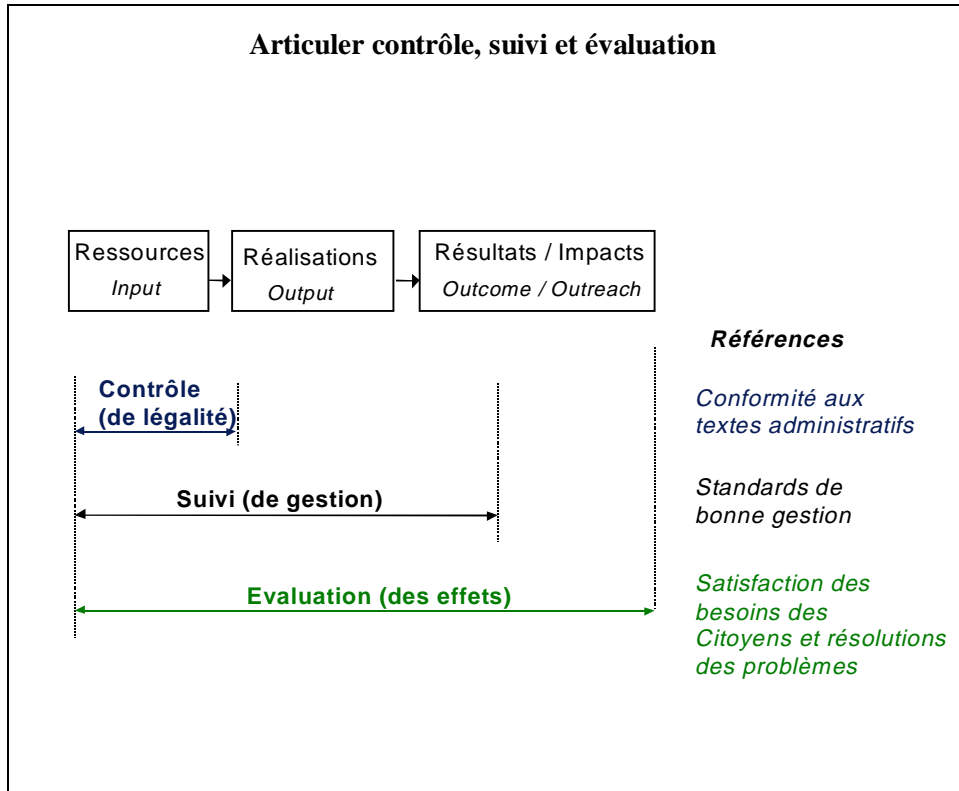 Articuler contrôle, suivi et évaluation
Ressources
Input
Réalisations
Output
Résultats / Impacts
Outcome / Outreach
Références
Contrôle
(de légalité)
Conformité aux
textes administratifs
Suivi (de gestion)
Standards de
bonne gestion
Evaluation (des effets)
Satisfaction des
besoins des
Citoyens et résolutions
des problèmes